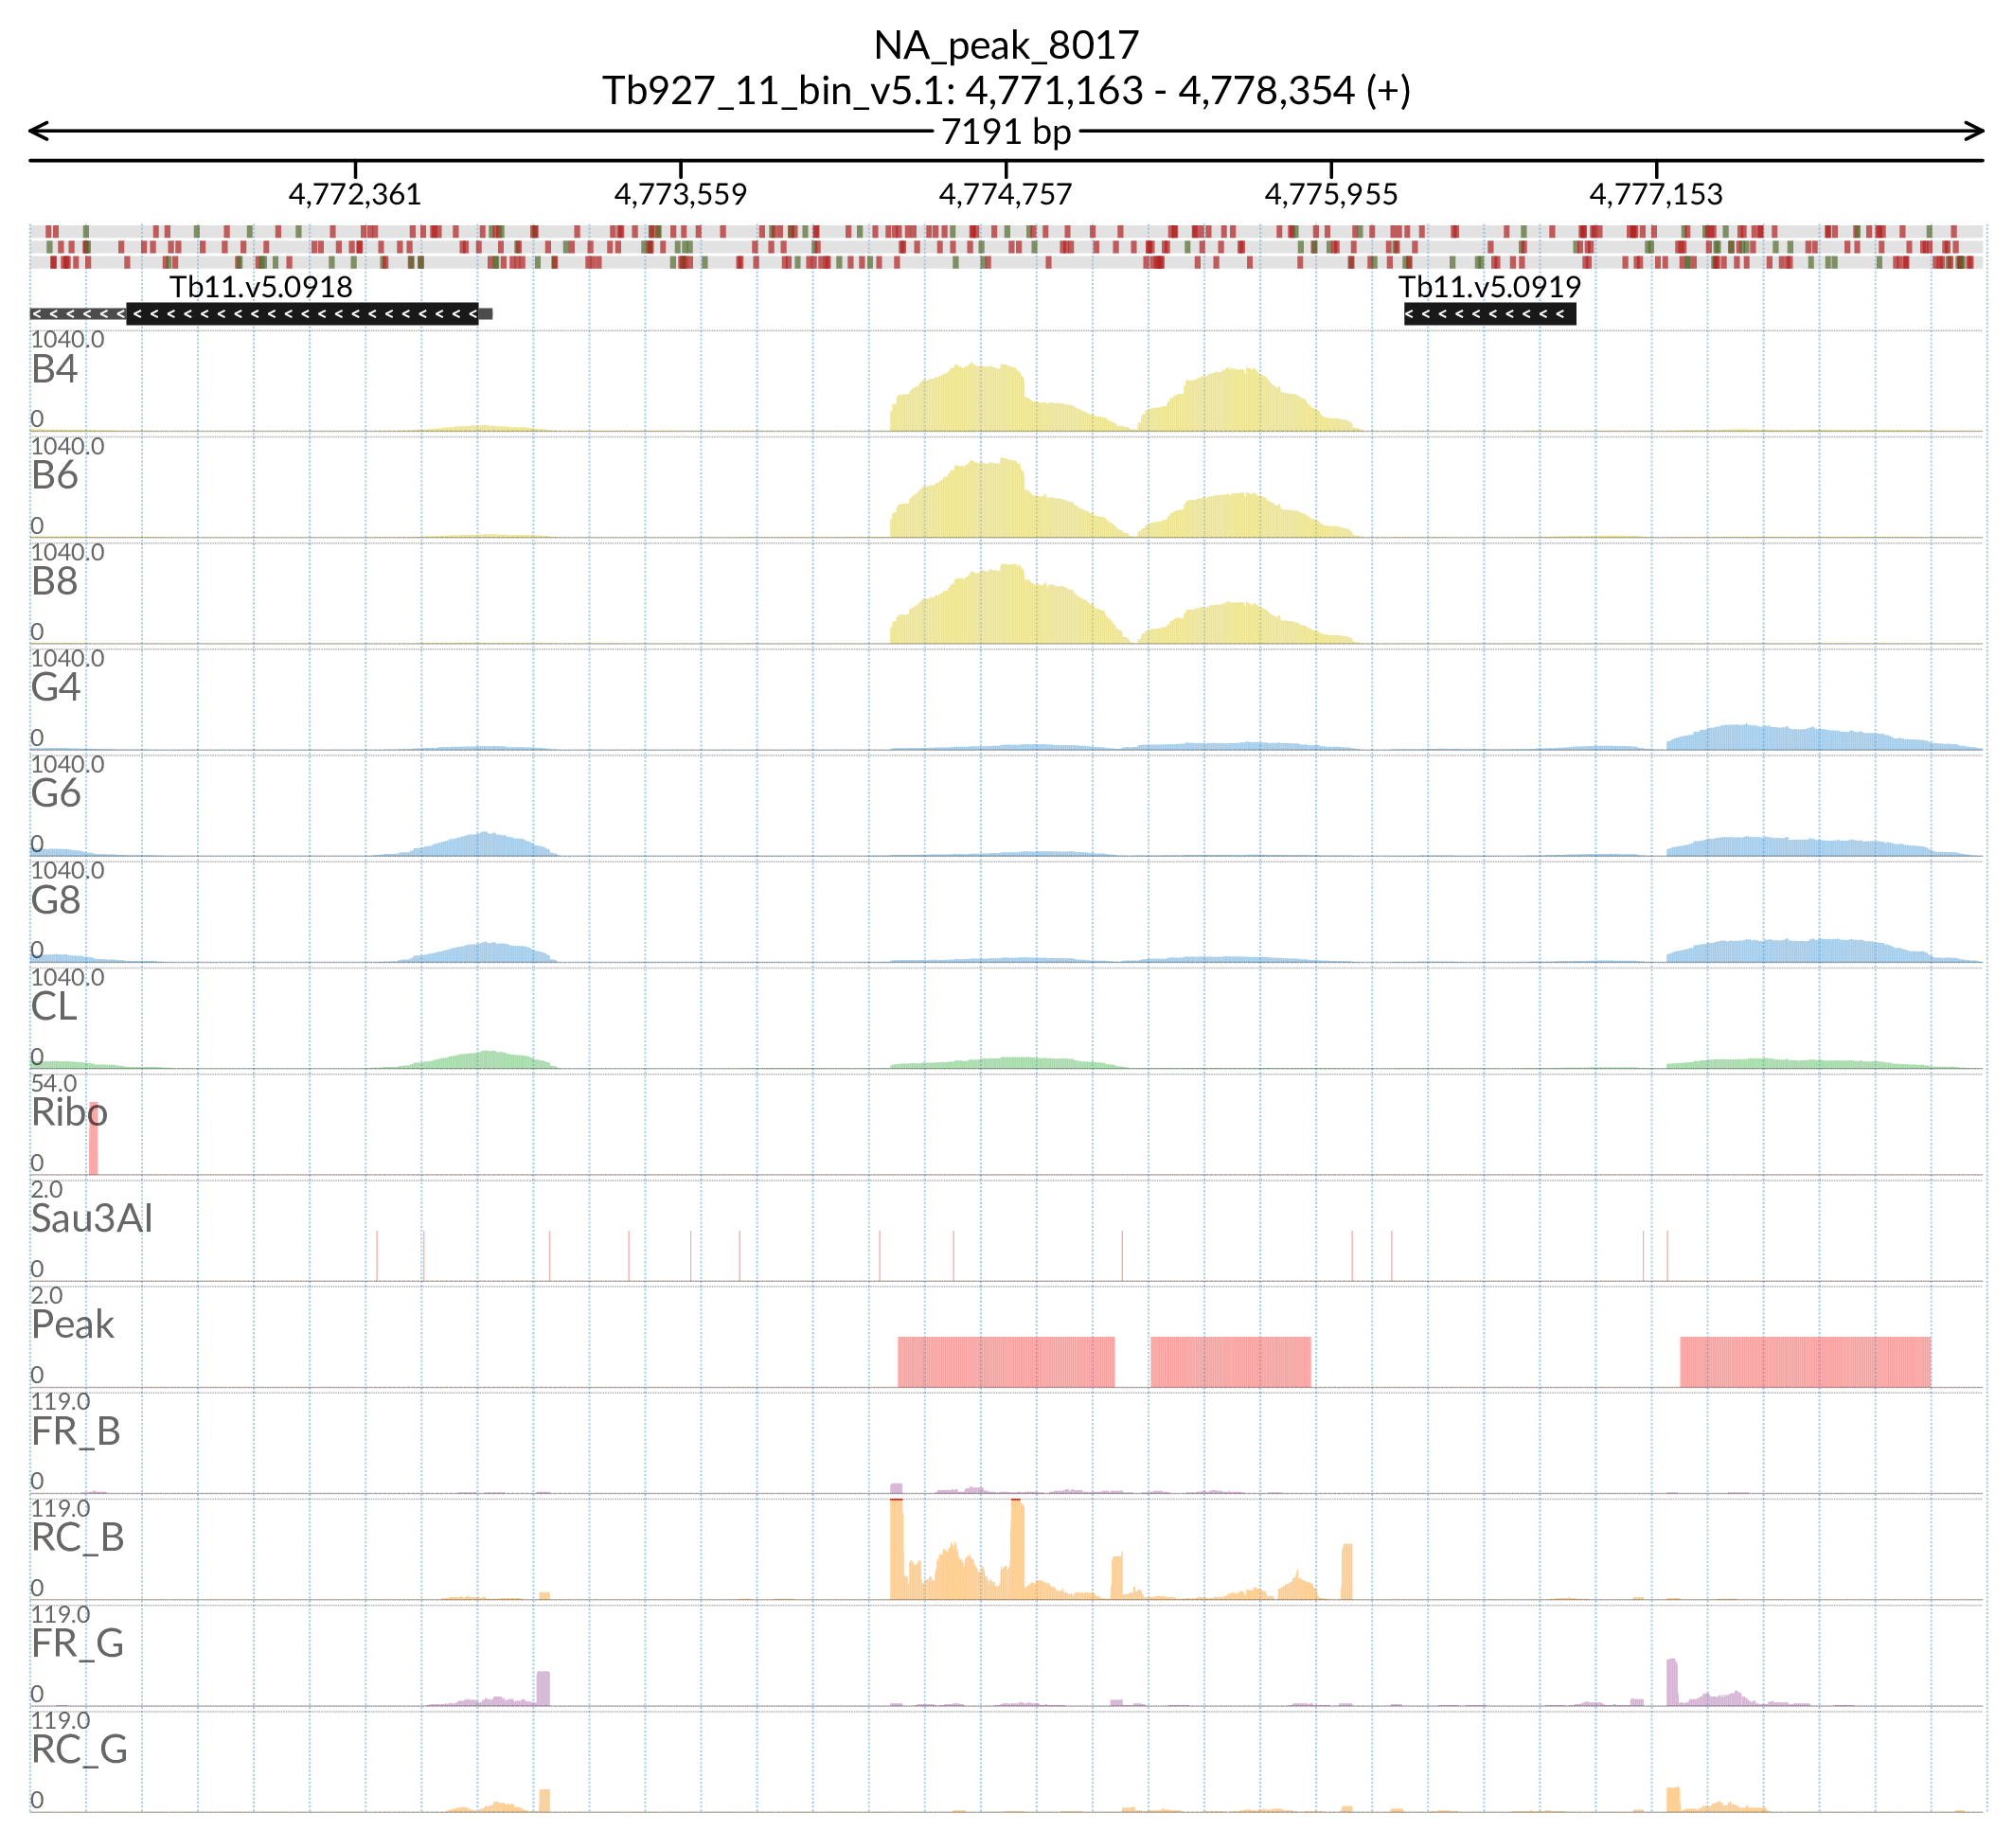 NA_peak_8017
Tb927_11_bin_v5.1: 4,771,163 - 4,778,354 (+)
7191 bp
4,772,361 4,773,559 4,774,757 4,775,955 4,777,153
Tb11.v5.0918 Tb11.v5.0919
1040.0
B4
0
1040.0
B6
0
1040.0
B8
0
1040.0
G4
0
1040.0
G6
0
1040.0
G8
0
1040.0
CL
0
54.0
Ribo
0
2.0
Sau3AI
0
2.0
Peak
0
119.0
FR_B
0
119.0
RC_B
0
119.0
FR_G
0
119.0
RC_G
0